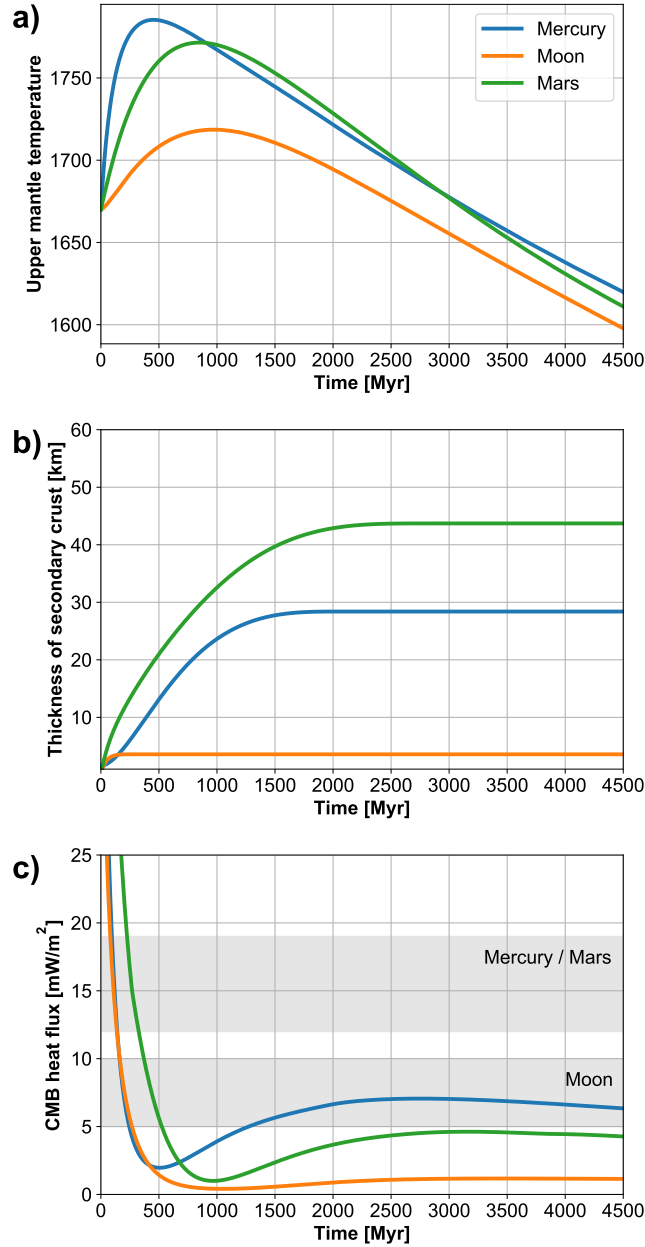 a)
Upper mantle temperature
1750
1700
1650
1600
Mercury
Moon
Mars
0 500 1000 1500 2000 2500 3000 3500 4000 4500
Time [Myr]
b)
Thickness of secondary crust [km]
60
50
40
30
20
10
0 500 1000 1500 2000 2500 3000 3500 4000 4500
Time [Myr]
c)
CMB heat flux [mW/m²]
25
20
15
10
5
0
Mercury / Mars
Moon
0 500 1000 1500 2000 2500 3000 3500 4000 4500
Time [Myr]